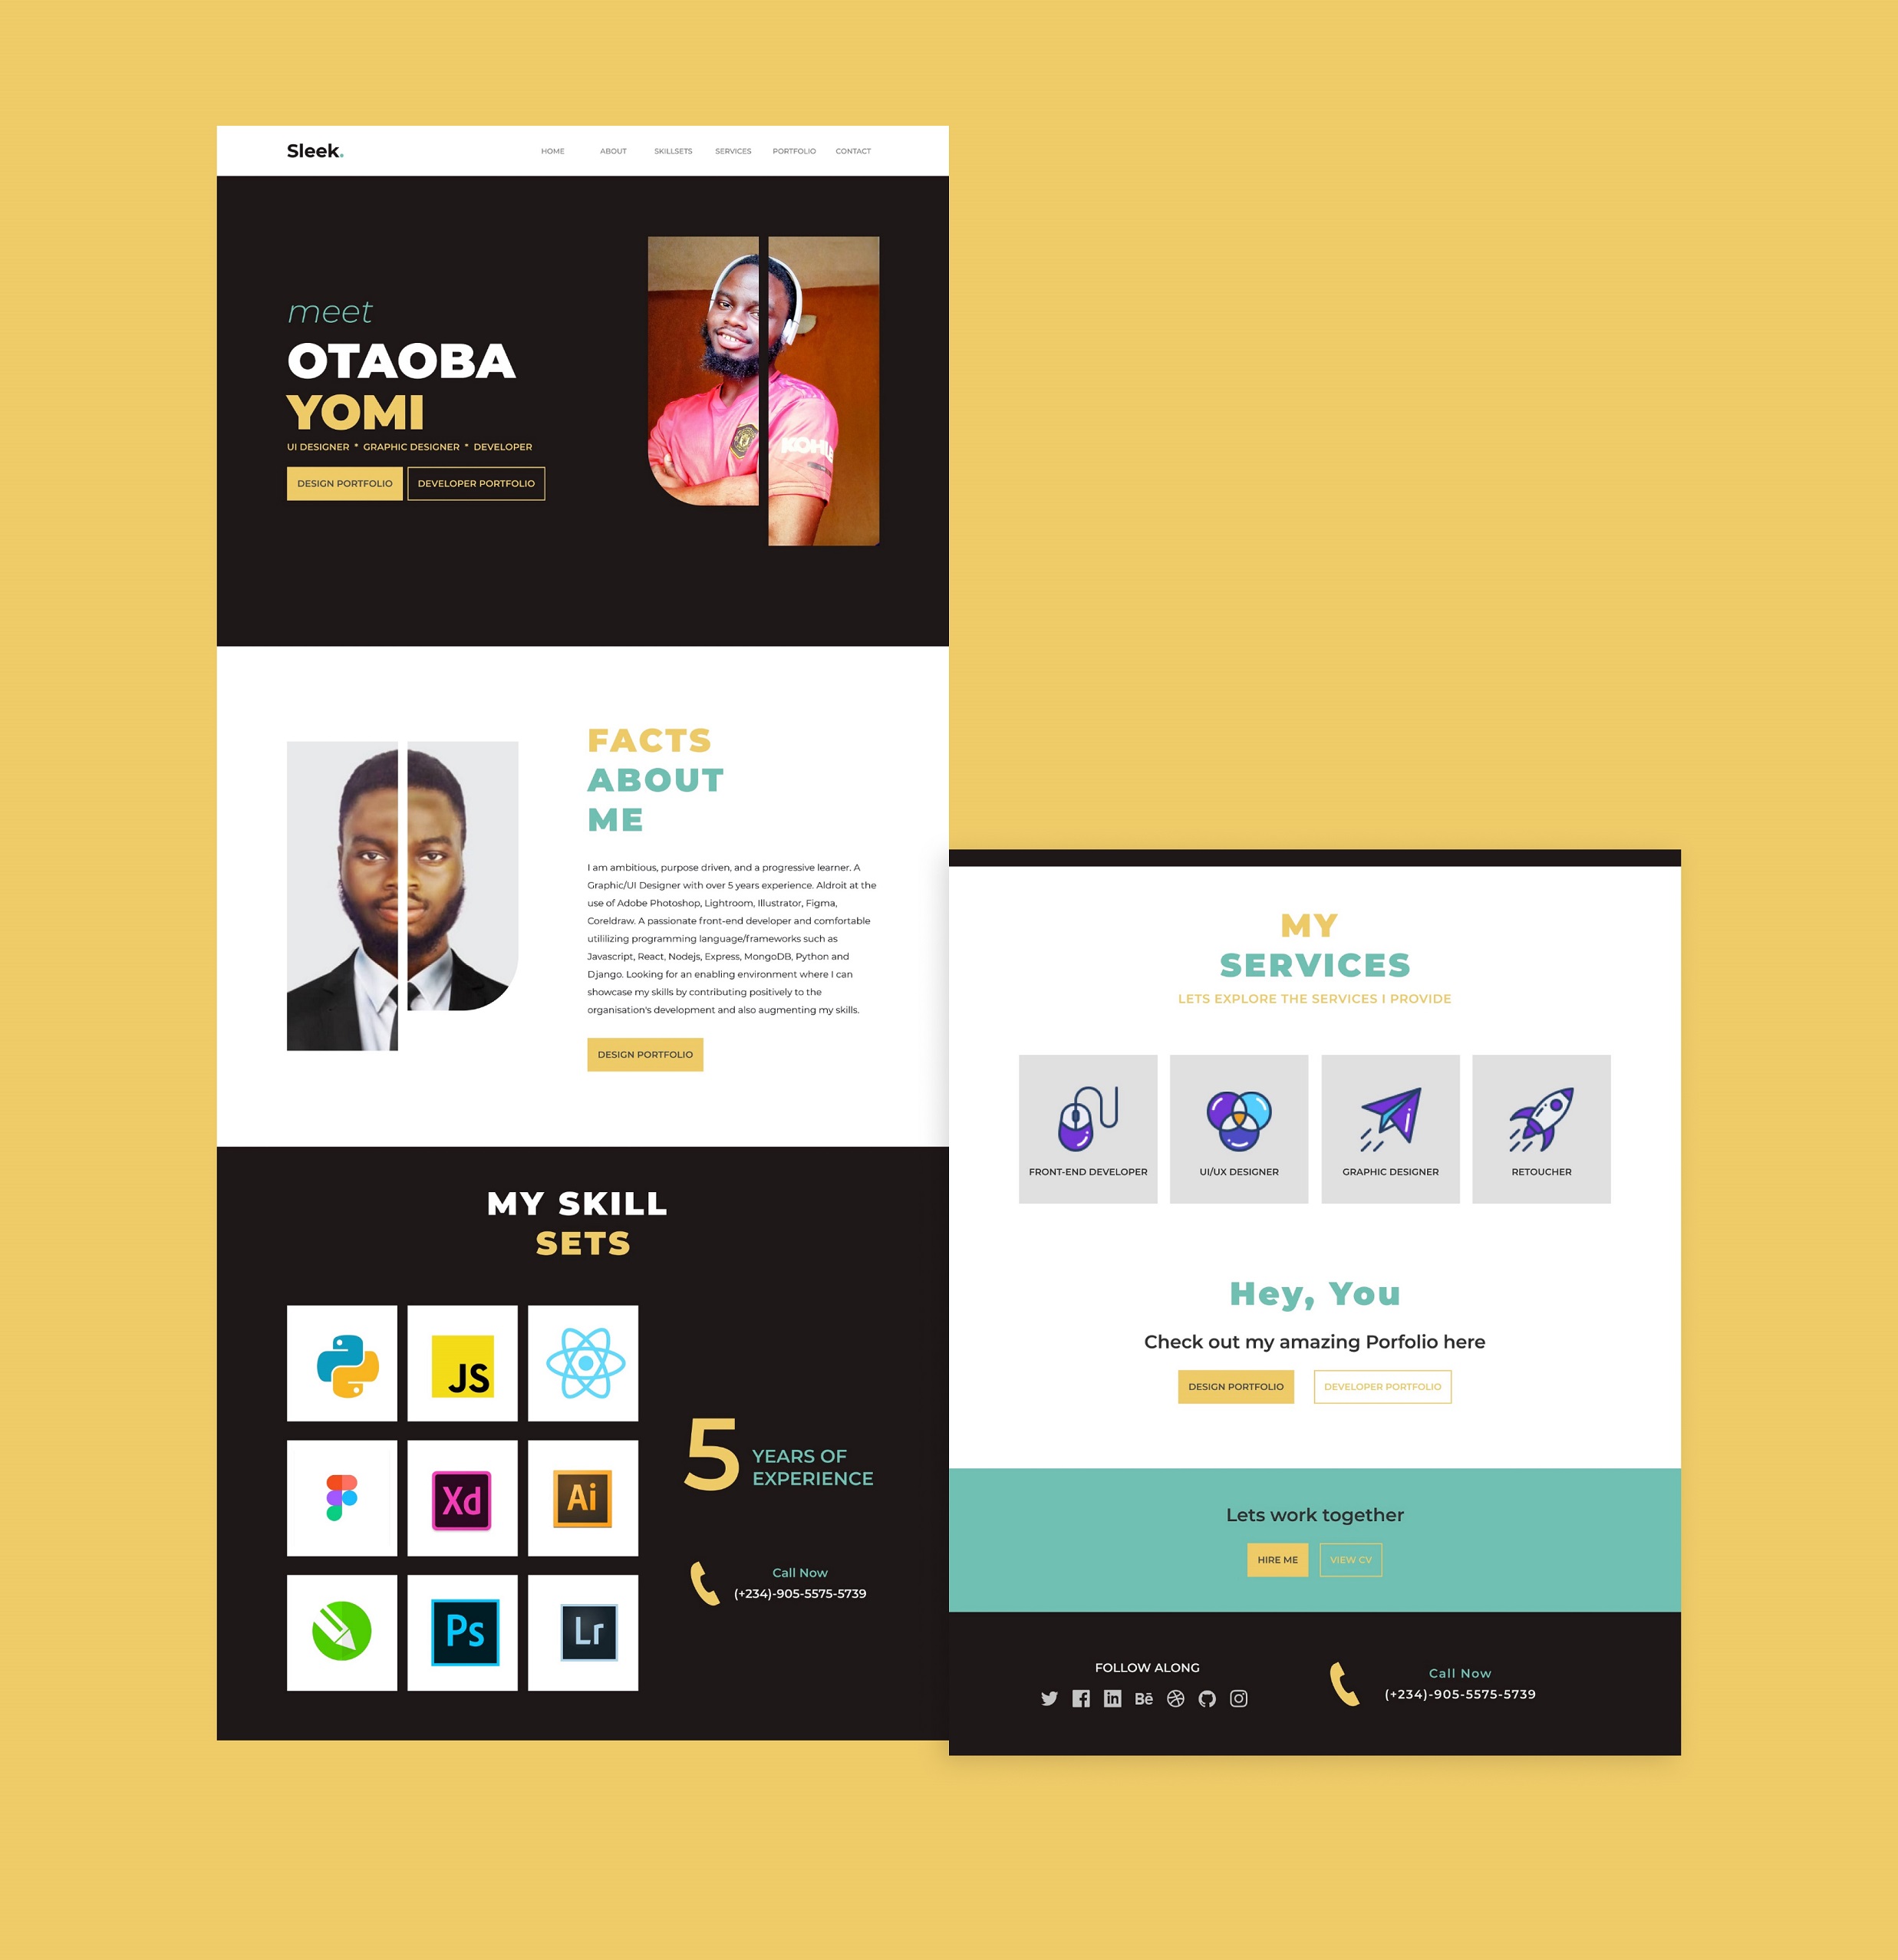 Sleek.
HOME ABOUT SKILLSETS SERVICES PORTFOLIO CONTACT
meet
OTAOBA
YOMI
UI DESIGNER * GRAPHIC DESIGNER * DEVELOPER
DESIGN PORTFOLIO DEVELOPER PORTFOLIO
KOHL
FACTS
ABOUT
ME
I am ambitious, purpose driven, and a progressive learner. A
Graphic/UI Designer with over 5 years experience. Aldroit at the
use of Adobe Photoshop, Lightroom, Illustrator, Figma,
Coreldraw. A passionate front-end developer and comfortable
utililizing programming language/frameworks such as
Javascript, React, Nodejs, Express, MongoDB, Python and
Django. Looking for an enabling environment where I can
showcase my skills by contributing positively to the
organisation's development and also augmenting my skills.
DESIGN PORTFOLIO
MY SKILL
SETS
JS
Xd
Ai
Ps
Lr
5
YEARS OF
EXPERIENCE
Call Now
(+234)-905-5575-5739
MY
SERVICES
LETS EXPLORE THE SERVICES I PROVIDE
FRONT-END DEVELOPER
UI/UX DESIGNER
GRAPHIC DESIGNER
RETOUCHER
Hey, You
Check out my amazing Porfolio here
DESIGN PORTFOLIO DEVELOPER PORTFOLIO
Lets work together
HIRE ME VIEW CV
FOLLOW ALONG
in Bē
Call Now
(+234)-905-5575-5739